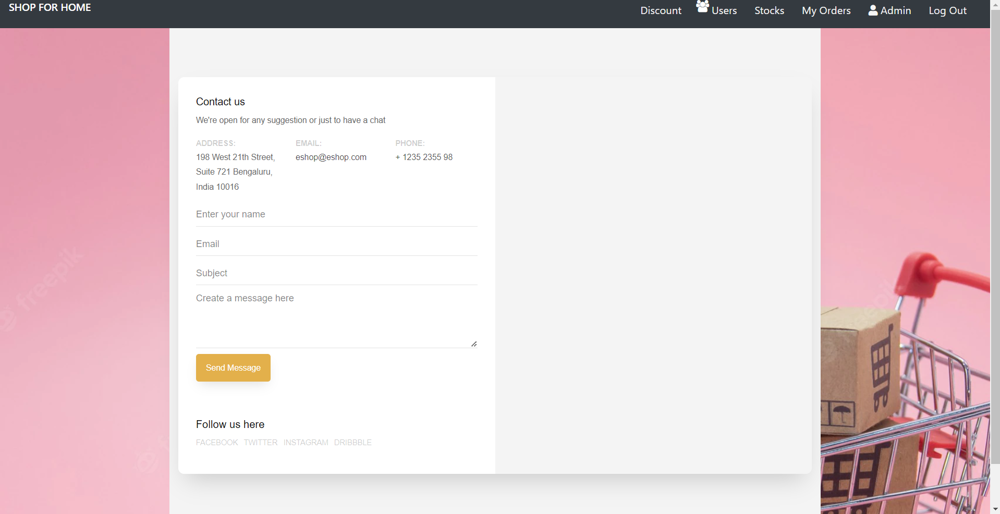 SHOP FOR HOME
Discount Users Stocks My Orders Admin Log Out
Contact us
We're open for any suggestion or just to have a chat
ADDRESS: EMAIL: PHONE:
198 West 21th Street, eshop@eshop.com + 1235 2355 98
Suite 721 Bengaluru,
India 10016
Enter your name
Email
Subject
Create a message here
Send Message
Follow us here
FACEBOOK TWITTER INSTAGRAM DRIBBBLE
freepik